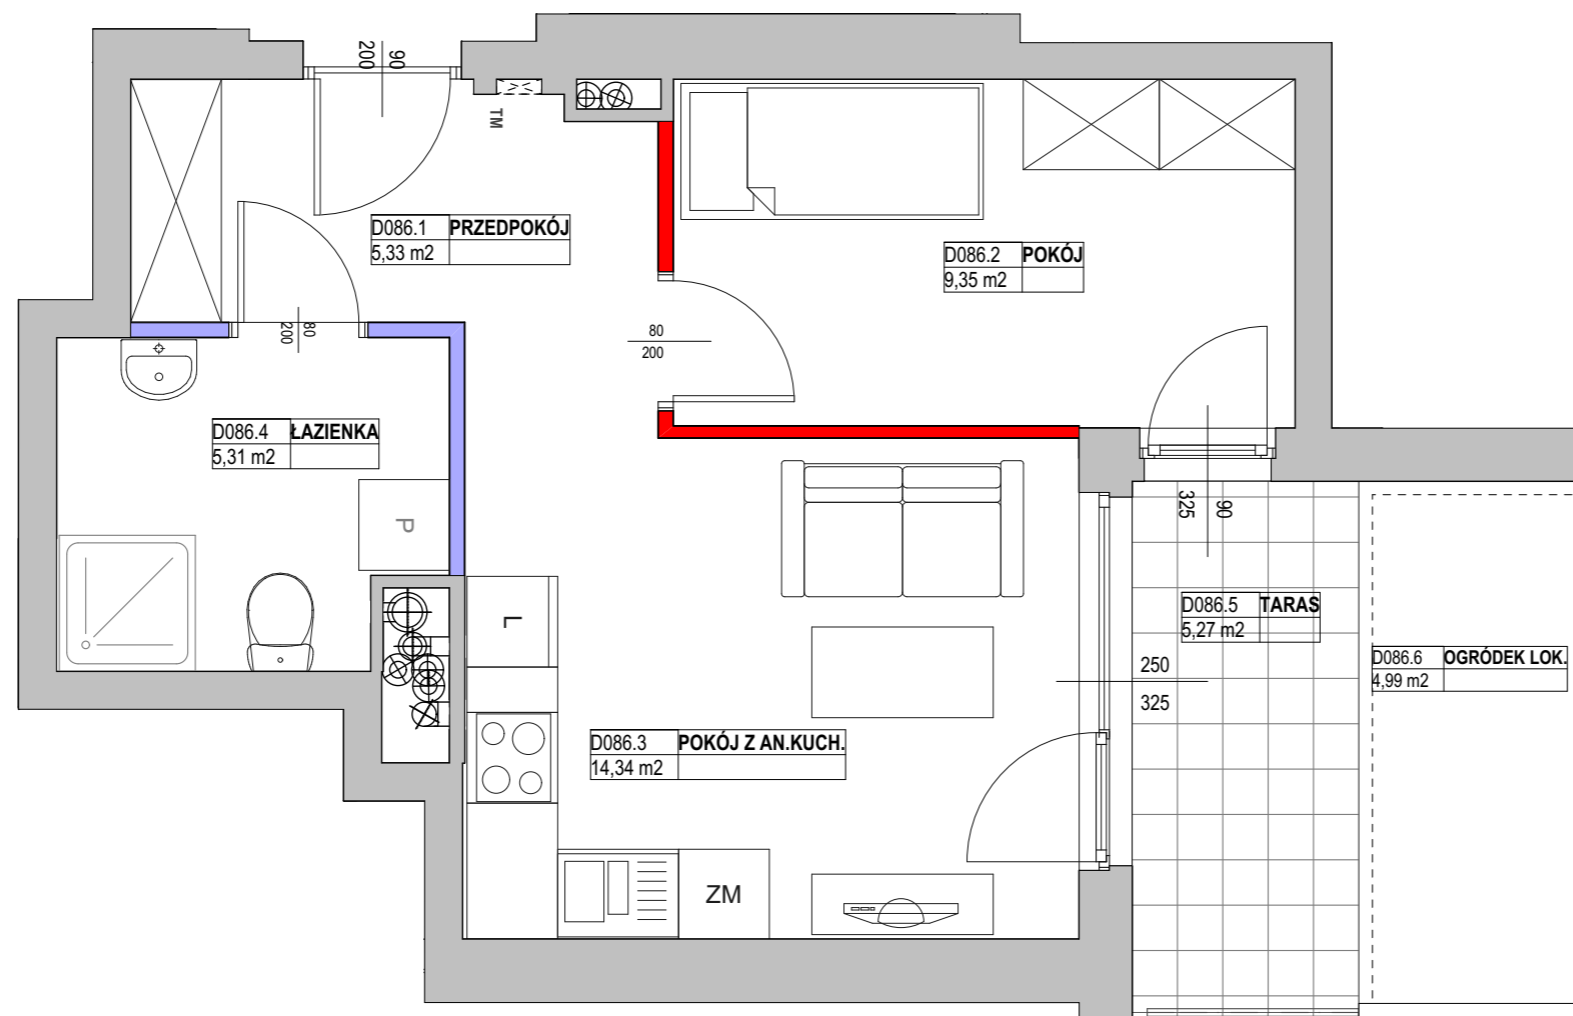 90
200
TM
D086.1 PRZEDPOKÓJ
5,33 m2
D086.2 POKÓJ
9,35 m2
80
200
80
200
D086.4 ŁAZIENKA
5,31 m2
P
90
325
L
D086.5 TARAS
5,27 m2
250
325
D086.6 OGRÓDEK LOK.
4,99 m2
D086.3 POKÓJ Z AN.KUCH.
14,34 m2
ZM